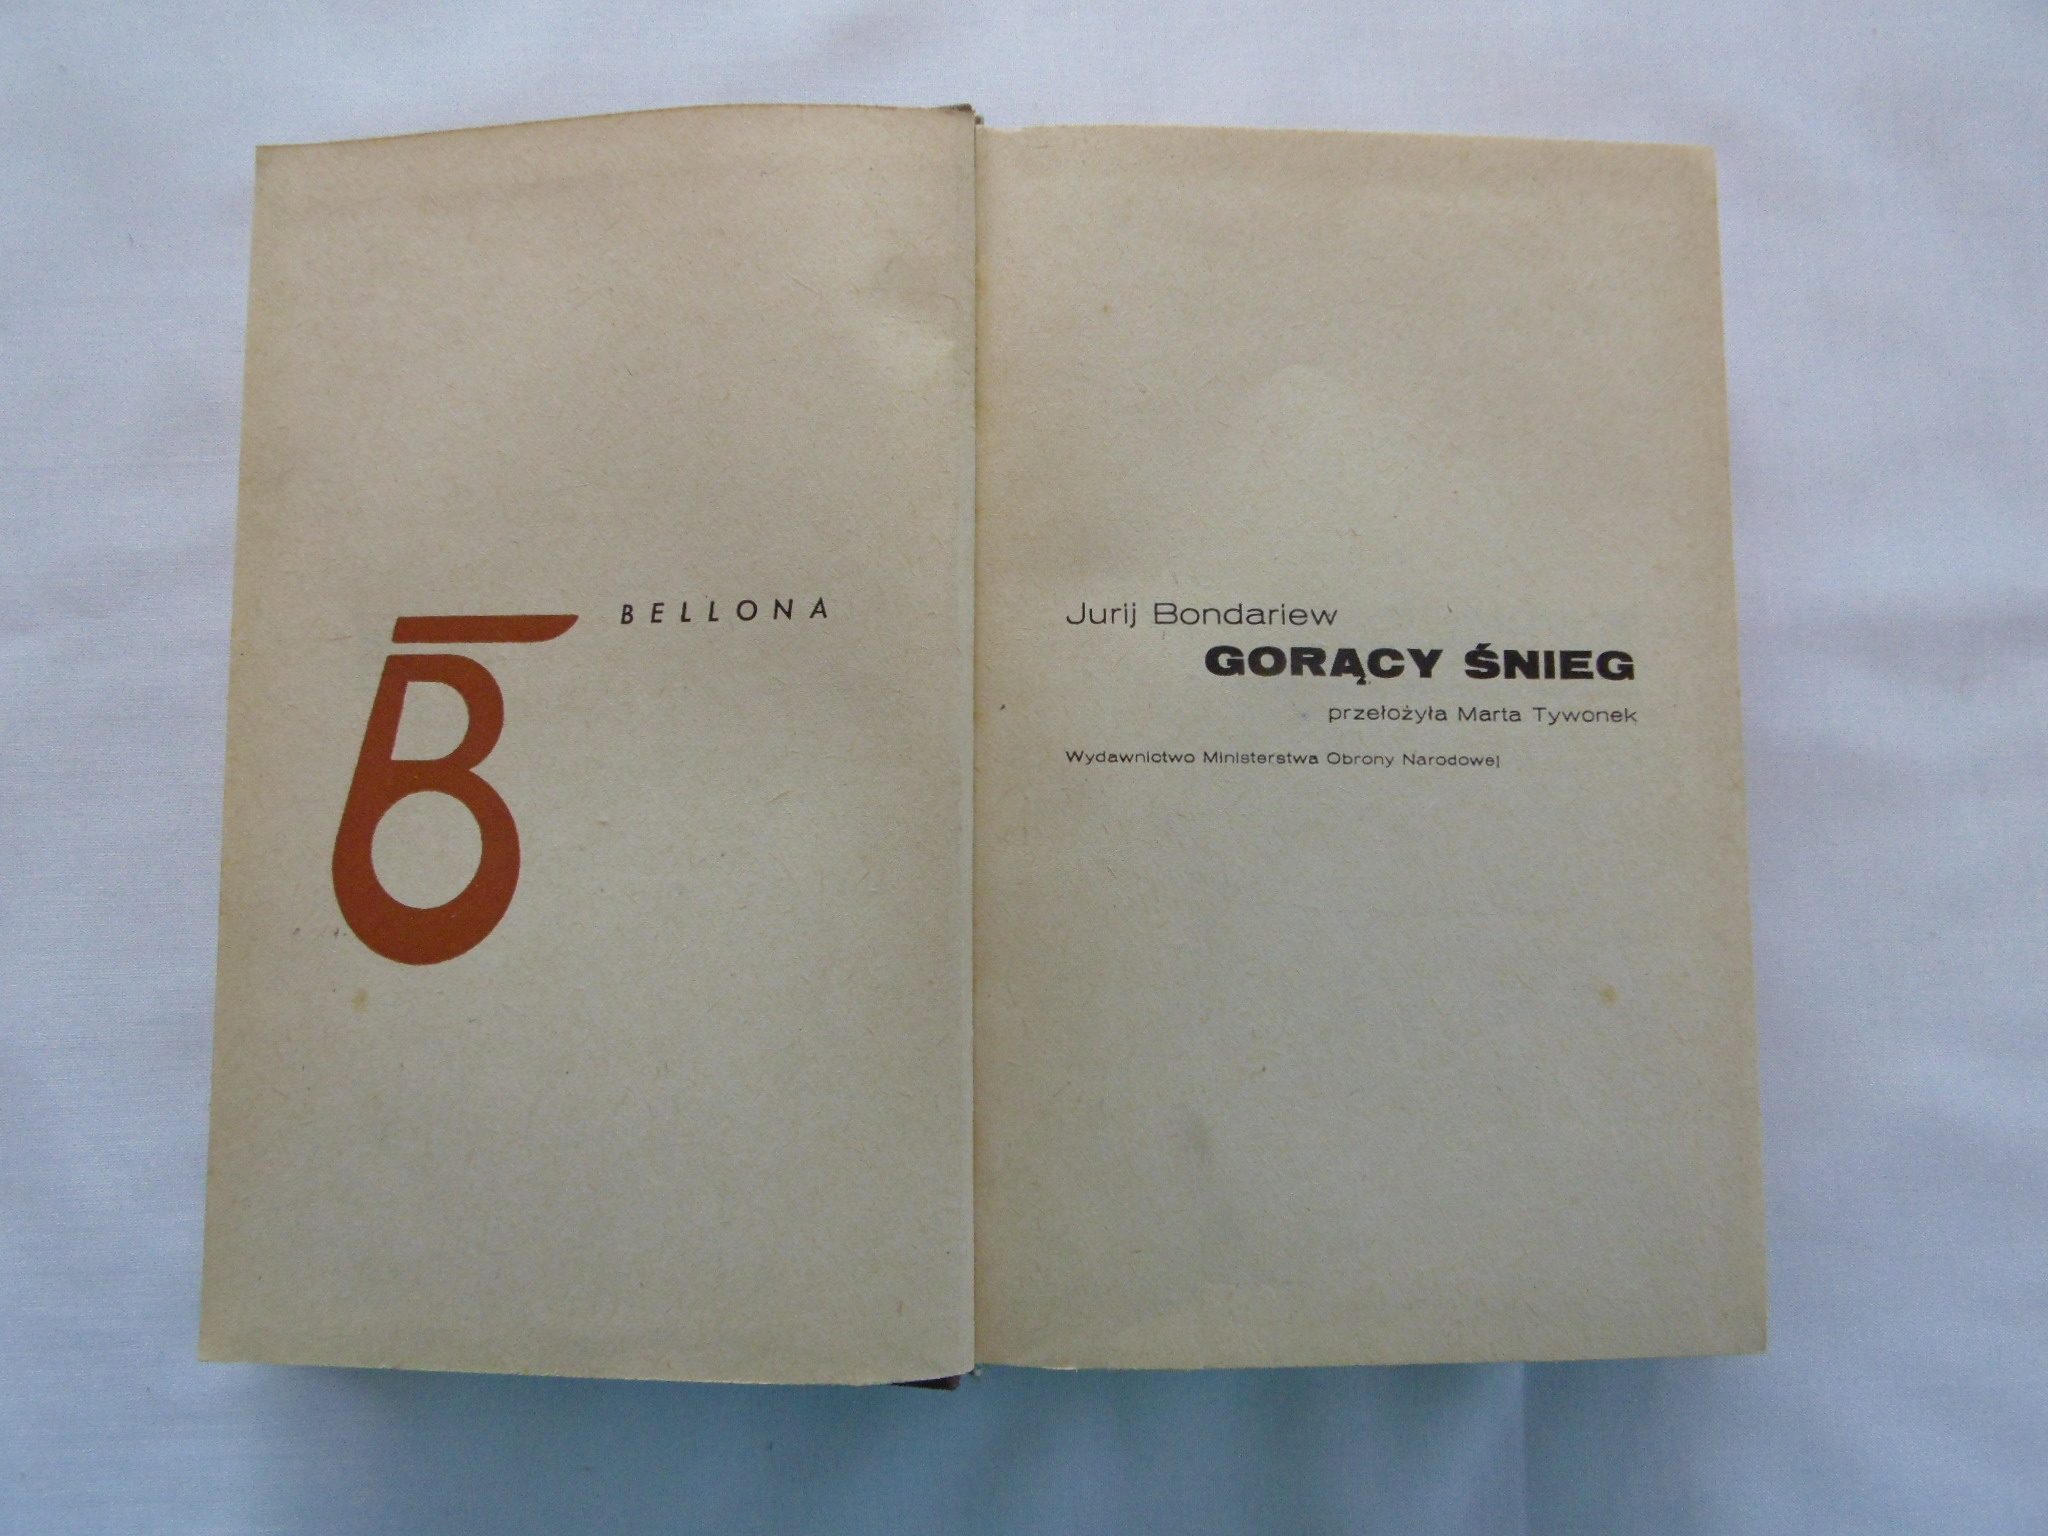 BELLONA
B
Jurij Bondariew
GORĄCY ŚNIEG
przełożyła Marta Tywonek
Wydawnictwo Ministerstwa Obrony Narodowej